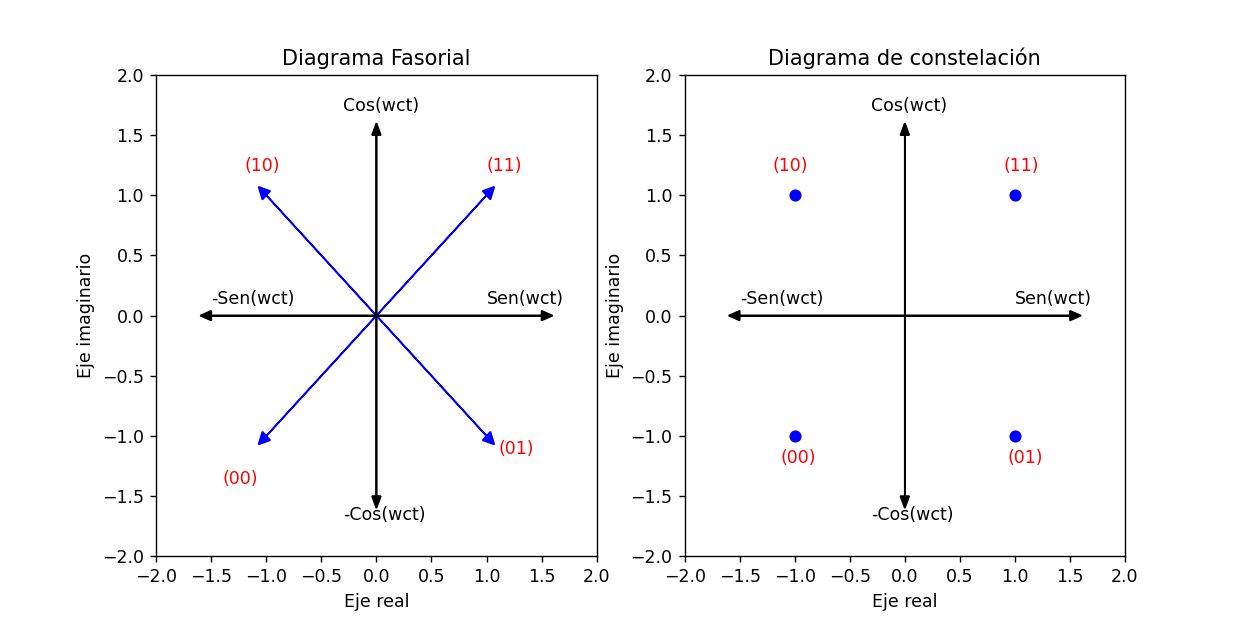 Diagrama Fasorial
2.0
1.5
1.0
0.5
0.0
−0.5
−1.0
−1.5
−2.0
Eje imaginario
Cos(wct)
(10)
(11)
-Sen(wct)
Sen(wct)
(01)
(00)
-Cos(wct)
−2.0 −1.5 −1.0 −0.5 0.0 0.5 1.0 1.5 2.0
Eje real
Diagrama de constelación
2.0
1.5
1.0
0.5
0.0
−0.5
−1.0
−1.5
−2.0
Eje imaginario
Cos(wct)
(10)
(11)
-Sen(wct)
Sen(wct)
(00)
(01)
-Cos(wct)
−2.0 −1.5 −1.0 −0.5 0.0 0.5 1.0 1.5 2.0
Eje real